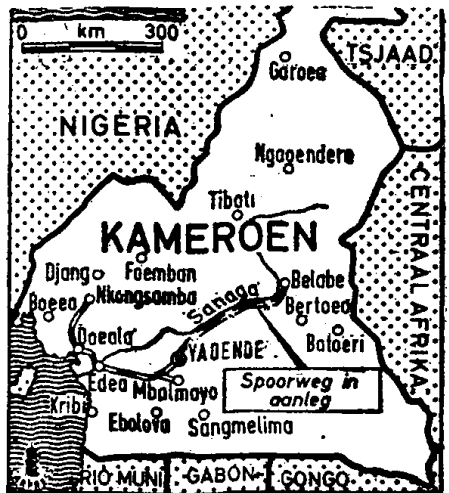 0 km 300
TSJAAD
Garoea
NIGERIA
Ngagendere
CENTRAAL AFRIKA
Tibati
KAMEROEN
Foemban
Djang
Nkongsamba
Belabe
Sanaga
Boeea
Bertoea
Doeala
Batoeri
YAOENDE
Edea
Mbalmayo
Spoorweg in
aanleg
Kribi
Ebolova
Sangmelima
RIO MUNI
GABON
CONGO